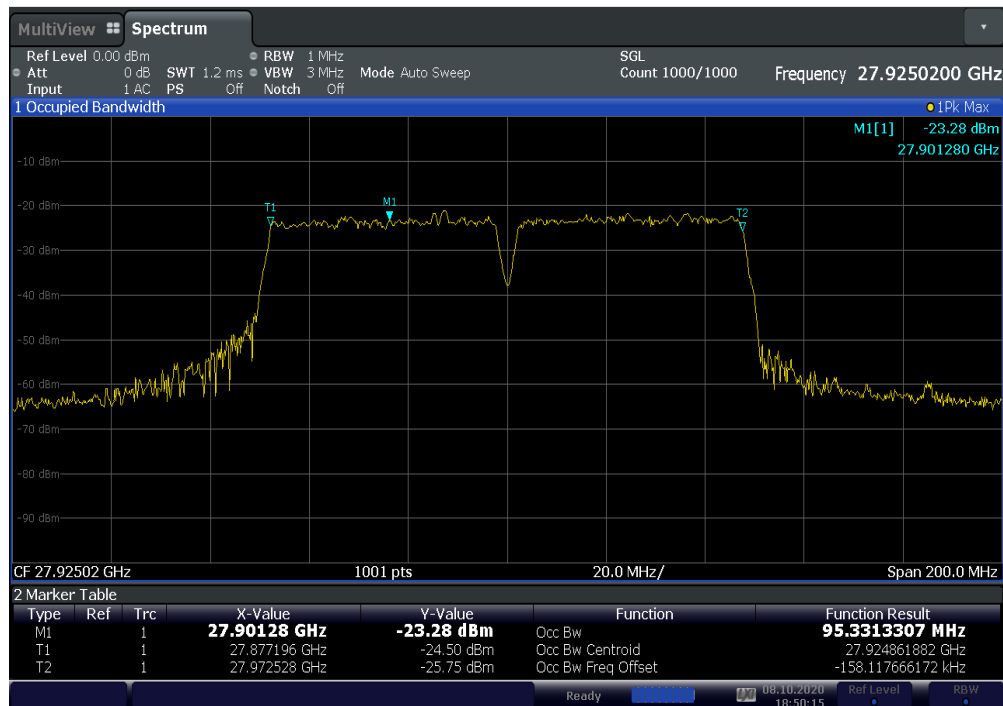 MultiView Spectrum
Ref Level 0.00 dBm RBW 1 MHz SGL
Att 0 dB SWT 1.2 ms VBW 3 MHz Mode Auto Sweep Count 1000/1000 Frequency 27.9250200 GHz
Input 1 AC PS Off Notch Off
1 Occupied Bandwidth 1Pk Max
M1[1] -23.28 dBm
27.901280 GHz
-10 dBm
M1
-20 dBm
T1
T2
-30 dBm
-40 dBm
-50 dBm
-60 dBm
-70 dBm
-80 dBm
-90 dBm
CF 27.92502 GHz 1001 pts 20.0 MHz/ Span 200.0 MHz
2 Marker Table
Type Ref Trc X-Value Y-Value Function Function Result
M1 1 27.90128 GHz -23.28 dBm Occ Bw 95.3313307 MHz
T1 1 27.877196 GHz -24.50 dBm Occ Bw Centroid 27.924861882 GHz
T2 1 27.972528 GHz -25.75 dBm Occ Bw Freq Offset -158.117666172 kHz
Ready 08.10.2020 Ref Level RBW
18:50:15